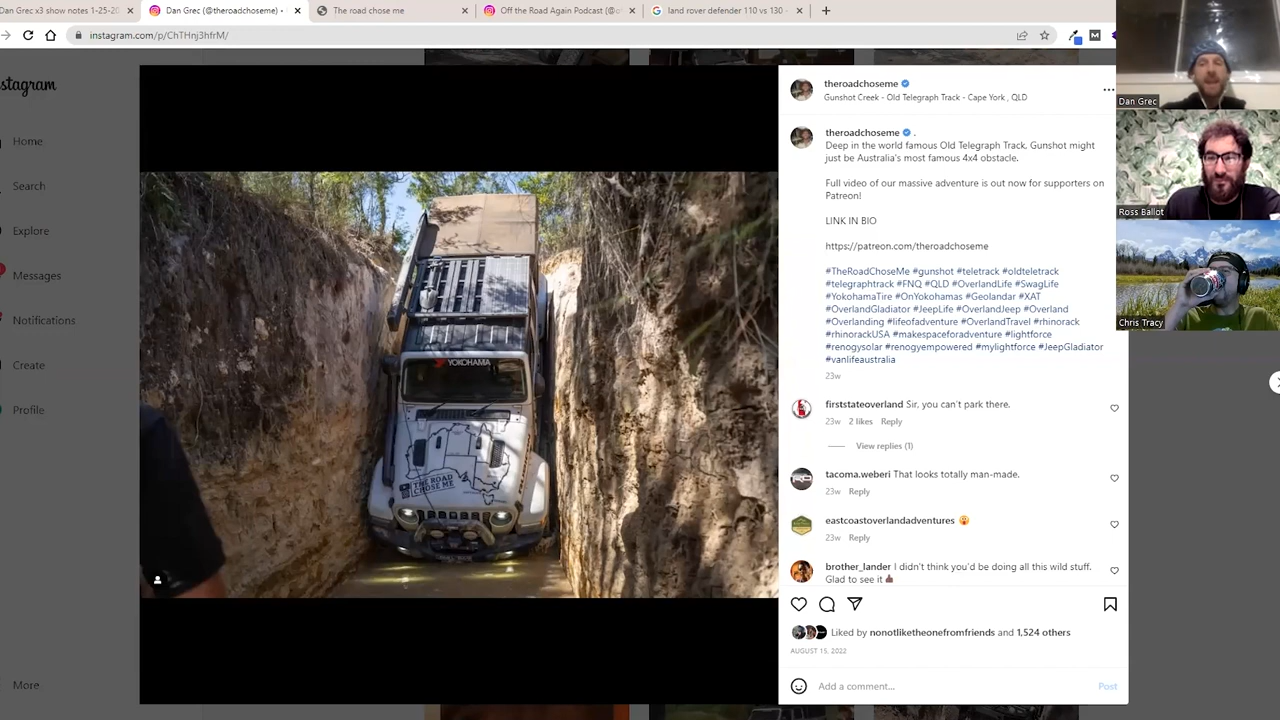 Dan Grec x3 show notes 1-25-20
Dan Grec (@theroadchoseme) -
The road chose me
Off the Road Again Podcast (@o
land rover defender 110 vs 130 -
instagram.com/p/ChTHnj3hfrM/
stagram
Home
Search
Explore
Messages
Notifications
Create
Profile
More
YOKOHAMA
THE ROAD
CHOSE ME
theroadchoseme
Gunshot Creek - Old Telegraph Track - Cape York , QLD
theroadchoseme .
Deep in the world famous Old Telegraph Track, Gunshot might
just be Australia's most famous 4x4 obstacle.
Full video of our massive adventure is out now for supporters on
Patreon!
LINK IN BIO
https://patreon.com/theroadchoseme
#TheRoadChoseMe #gunshot #teletrack #oldteletrack
#telegraphtrack #FNQ #QLD #OverlandLife #SwagLife
#YokohamaTire #OnYokohamas #Geolandar #XAT
#OverlandGladiator #JeepLife #OverlandJeep #Overland
#Overlanding #lifeofadventure #OverlandTravel #rhinorack
#rhinorackUSA #makespaceforadventure #lightforce
#renogysolar #renogyempowered #mylightforce #JeepGladiator
#vanlifeaustralia
23w
firststateoverland Sir, you can't park there.
23w 2 likes Reply
View replies (1)
tacoma.weberi That looks totally man-made.
23w Reply
eastcoastoverlandadventures 😲
23w Reply
brother_lander I didn't think you'd be doing all this wild stuff.
Glad to see it
Liked by nonotliketheonefromfriends and 1,524 others
AUGUST 15, 2022
Add a comment...
Post
Dan Grec
Ross Ballot
Chris Tracy